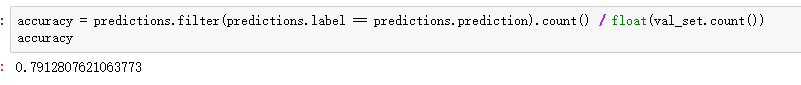 : accuracy = predictions.filter(predictions.label == predictions.prediction).count() / float(val_set.count())
accuracy
: 0.7912807621063773